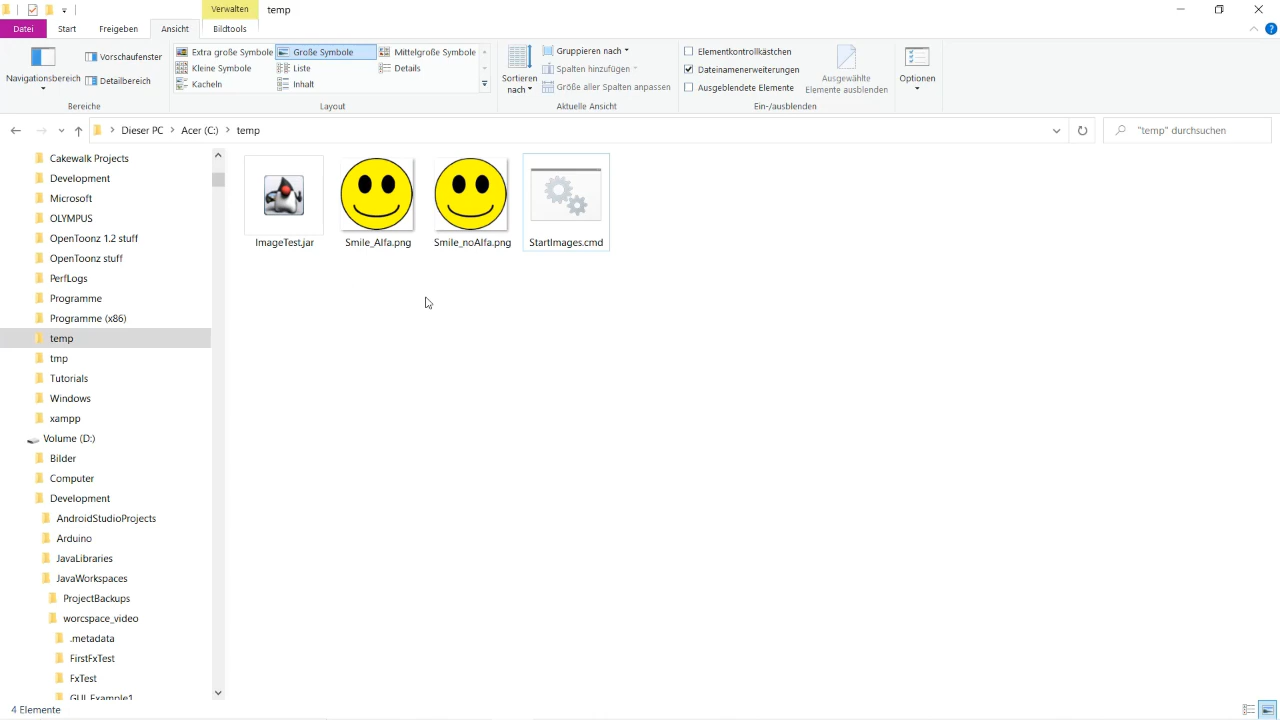 Verwalten
temp
Datei
Start
Freigeben
Ansicht
Bildtools
Navigationsbereich
Vorschaufenster
Detailbereich
Bereiche
Extra große Symbole
Große Symbole
Mittelgroße Symbole
Kleine Symbole
Liste
Details
Kacheln
Inhalt
Layout
Sortieren
nach
Gruppieren nach
Spalten hinzufügen
Größe aller Spalten anpassen
Aktuelle Ansicht
Elementkontrollkästchen
Dateinamenerweiterungen
Ausgeblendete Elemente
Ausgewählte
Elemente ausblenden
Ein-/ausblenden
Optionen
Dieser PC
Acer (C:)
temp
"temp" durchsuchen
Cakewalk Projects
Development
Microsoft
OLYMPUS
OpenToonz 1.2 stuff
OpenToonz stuff
PerfLogs
Programme
Programme (x86)
temp
tmp
Tutorials
Windows
xampp
Volume (D:)
Bilder
Computer
Development
AndroidStudioProjects
Arduino
JavaLibraries
JavaWorkspaces
ProjectBackups
worcspace_video
.metadata
FirstFxTest
FxTest
GUI_Example1
ImageTest.jar
Smile_Alfa.png
Smile_noAlfa.png
StartImages.cmd
4 Elemente